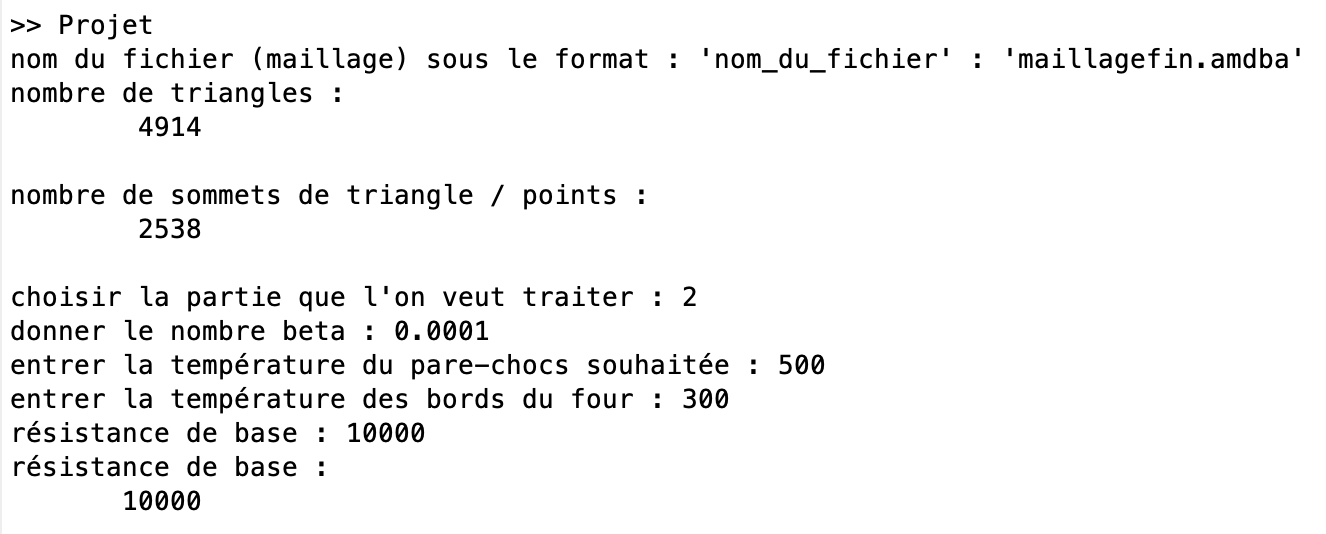 >> Projet
nom du fichier (maillage) sous le format : 'nom_du_fichier' : 'maillagefin.amdba'
nombre de triangles :
4914
nombre de sommets de triangle / points :
2538
choisir la partie que l'on veut traiter : 2
donner le nombre beta : 0.0001
entrer la température du pare-chocs souhaitée : 500
entrer la température des bords du four : 300
résistance de base : 10000
résistance de base :
10000